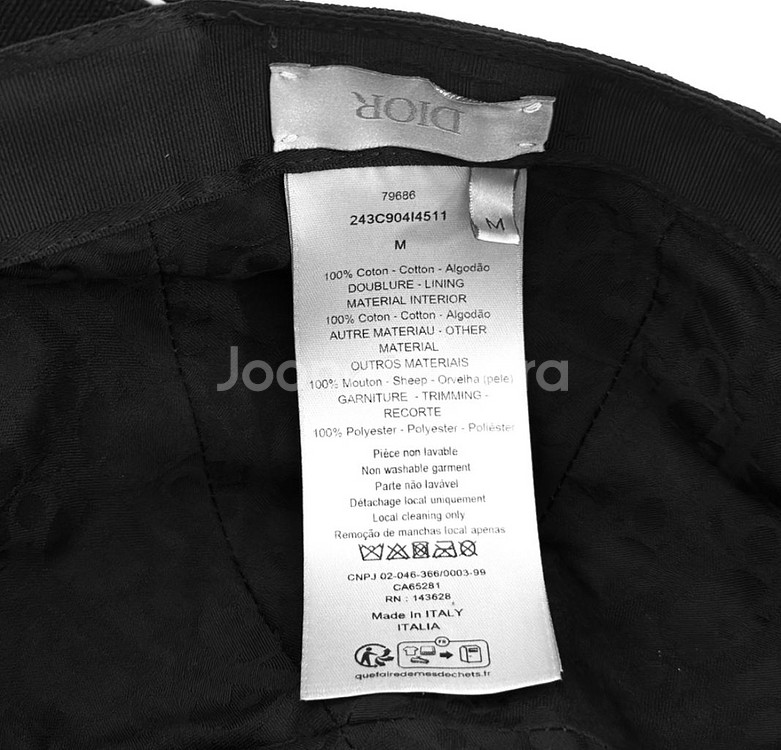 DIOR
M
79686
243C904I4511
M
100% Coton - Cotton - Algodão
DOUBLURE - LINING
MATERIAL INTERIOR
100% Coton - Cotton - Algodão
AUTRE MATERIAU - OTHER
MATERIAL
OUTROS MATERIAIS
100% Mouton - Sheep - Orvelha (pele)
GARNITURE - TRIMMING -
RECORTE
100% Polyester - Polyester - Poliéster
Pièce non lavable
Non washable garment
Parte não lavável
Détachage local uniquement
Local cleaning only
Remoção de manchas local apenas
CNPJ 02-046-366/0003-99
CA65281
RN : 143628
Made In ITALY
ITALIA
FR
quefairedemesdechets.fr